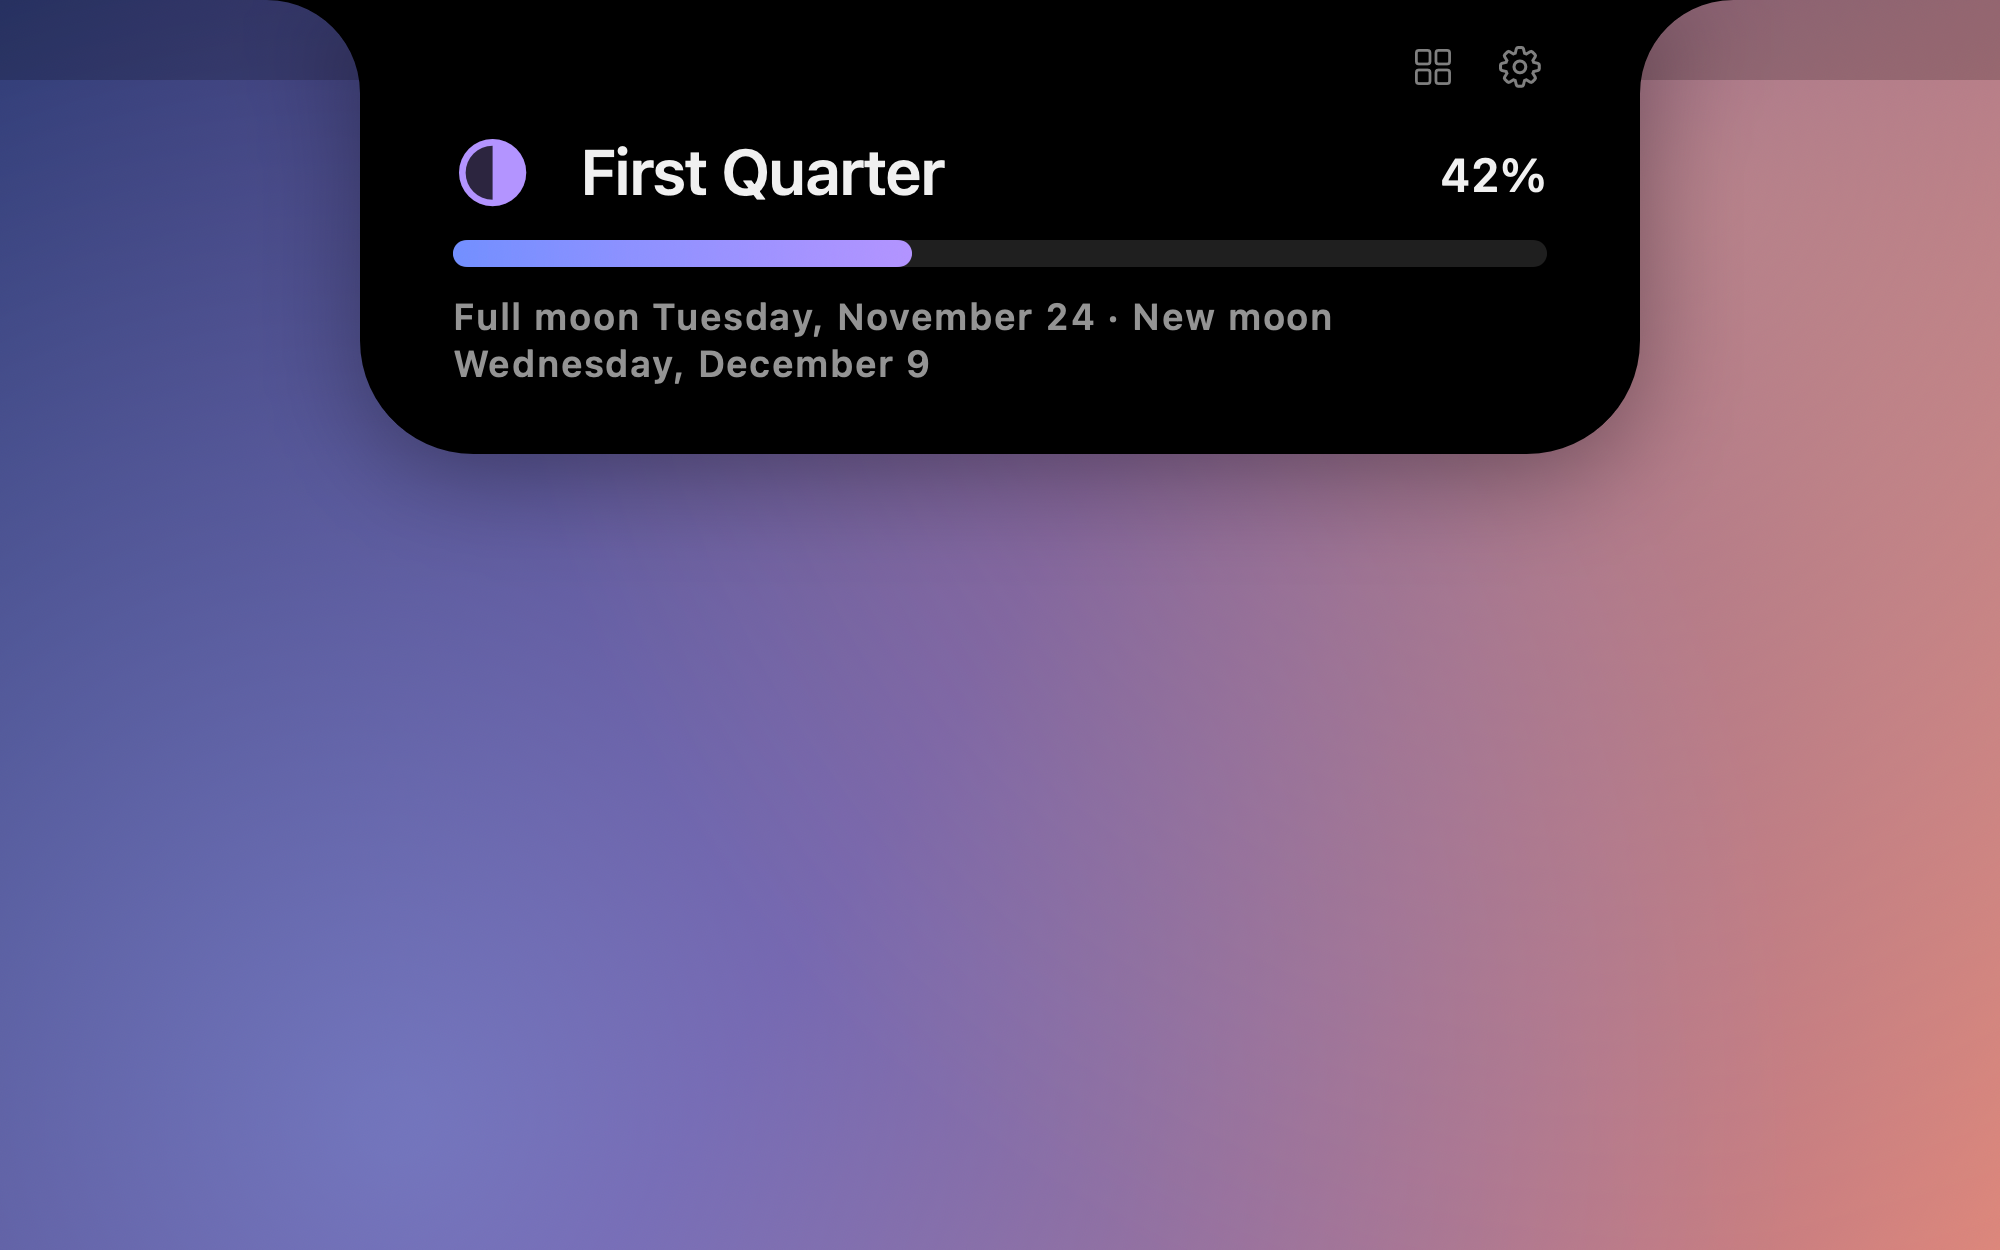 First Quarter
42%
Full moon Tuesday, November 24 · New moon
Wednesday, December 9